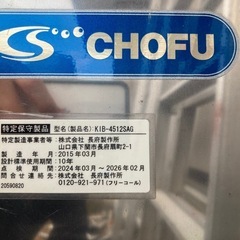 CHOFU
特定保守製品 型名(製品名) KIB-4512SAG
特定製造事業者等 株式会社 長府製作所
山口県下関市長府扇町2-1
製造年月 2015年03月
設計標準使用期間 10年
点検期間 2024年03月 ~ 2026年02月
問合せ連絡先 株式会社 長府製作所
0120-921-971 (フリーコール)
20590820